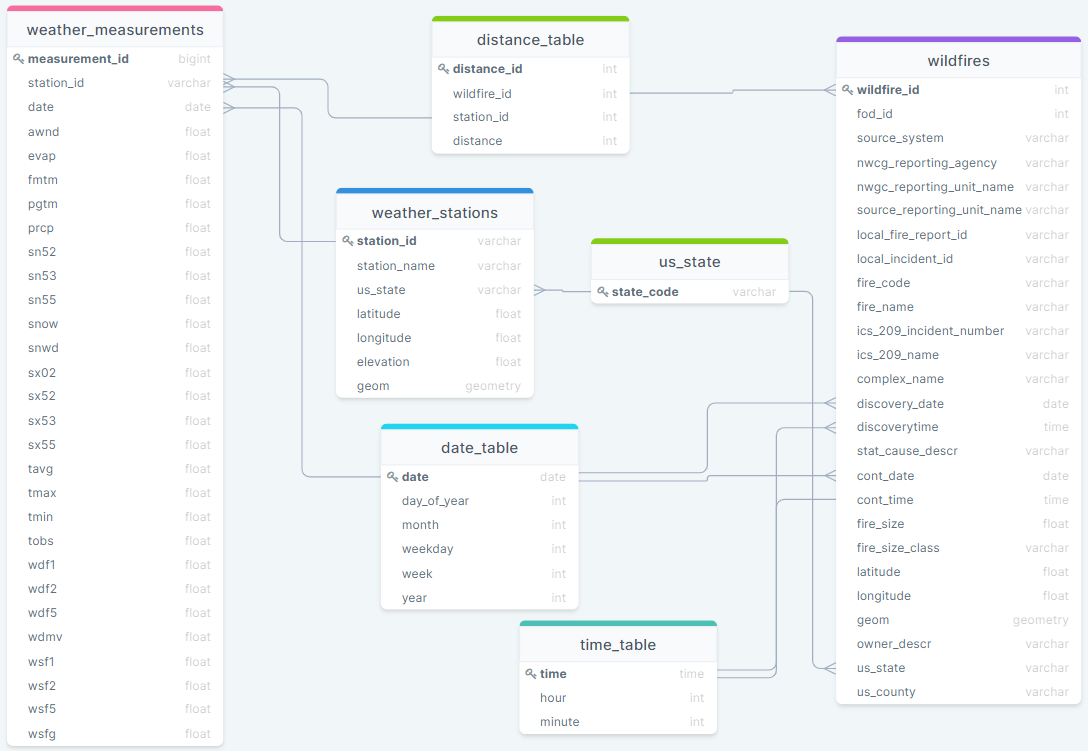 weather_measurements
measurement_id bigint
station_id varchar
date date
awnd float
evap float
fmtm float
pgtm float
prcp float
sn52 float
sn53 float
sn55 float
snow float
snwd float
sx02 float
sx52 float
sx53 float
sx55 float
tavg float
tmax float
tmin float
tobs float
wdf1 float
wdf2 float
wdf5 float
wdmv float
wsf1 float
wsf2 float
wsf5 float
wsfg float
distance_table
distance_id int
wildfire_id int
station_id int
distance int
weather_stations
station_id varchar
station_name varchar
us_state varchar
latitude float
longitude float
elevation float
geom geometry
us_state
state_code varchar
date_table
date date
day_of_year int
month int
weekday int
week int
year int
time_table
time time
hour int
minute int
wildfires
wildfire_id int
fod_id int
source_system varchar
nwcg_reporting_agency varchar
nwgc_reporting_unit_name varchar
source_reporting_unit_name varchar
local_fire_report_id varchar
local_incident_id varchar
fire_code varchar
fire_name varchar
ics_209_incident_number varchar
ics_209_name varchar
complex_name varchar
discovery_date date
discoverytime time
stat_cause_descr varchar
cont_date date
cont_time time
fire_size float
fire_size_class varchar
latitude float
longitude float
geom geometry
owner_descr varchar
us_state varchar
us_county varchar